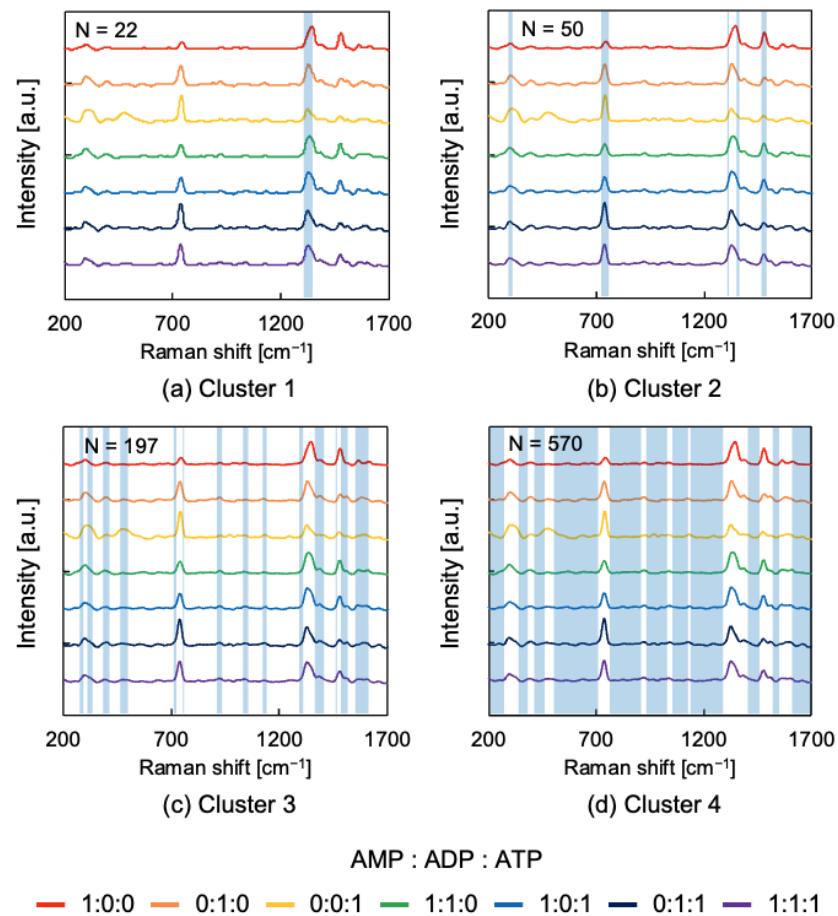 N = 22
Intensity [a.u.]
200 700 1200 1700
Raman shift [cm⁻¹]
(a) Cluster 1
N = 50
Intensity [a.u.]
200 700 1200 1700
Raman shift [cm⁻¹]
(b) Cluster 2
N = 197
Intensity [a.u.]
200 700 1200 1700
Raman shift [cm⁻¹]
(c) Cluster 3
N = 570
Intensity [a.u.]
200 700 1200 1700
Raman shift [cm⁻¹]
(d) Cluster 4
AMP : ADP : ATP
1:0:0 0:1:0 0:0:1 1:1:0 1:0:1 0:1:1 1:1:1